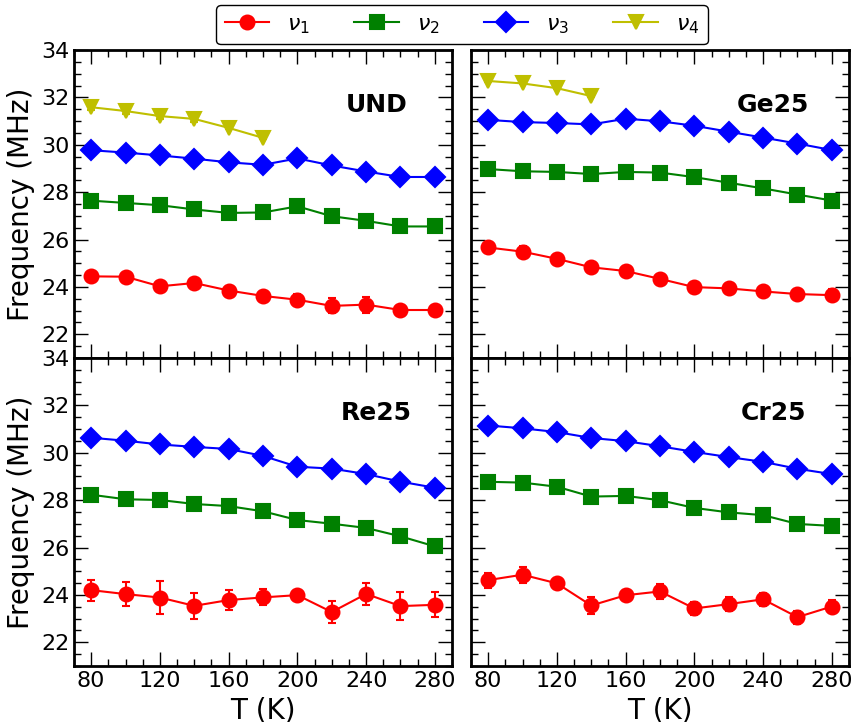 ν1 ν2 ν3 ν4
34
32
30
28
26
24
22
Frequency (MHz)
UND
Ge25
34
32
30
28
26
24
22
Frequency (MHz)
Re25
Cr25
80 120 160 200 240 280
80 120 160 200 240 280
T (K)
T (K)